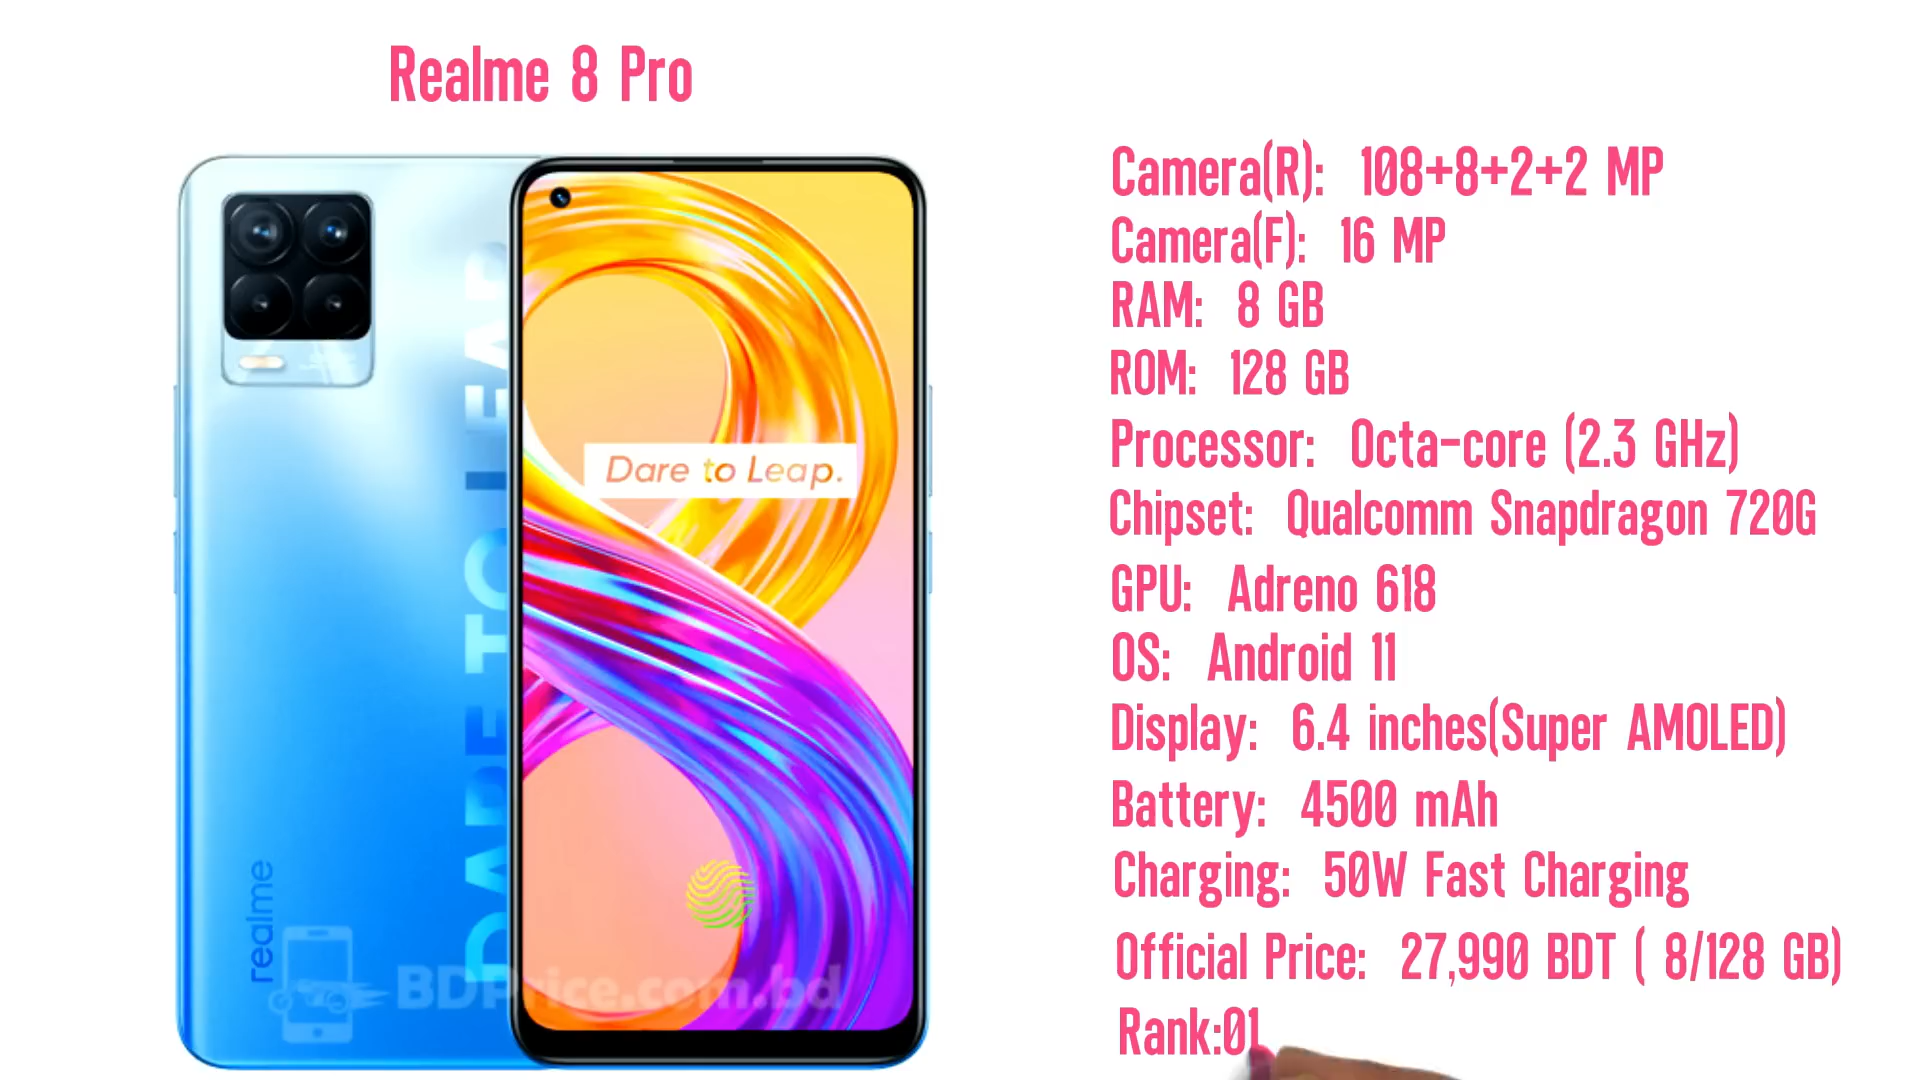 Realme 8 Pro
DARE TO LEAP
Dare to Leap.
realme
BDPrice.com.bd
Camera(R): 108+8+2+2 MP
Camera(F): 16 MP
RAM: 8 GB
ROM: 128 GB
Processor: Octa-core (2.3 GHz)
Chipset: Qualcomm Snapdragon 720G
GPU: Adreno 618
OS: Android 11
Display: 6.4 inches(Super AMOLED)
Battery: 4500 mAh
Charging: 50W Fast Charging
Official Price: 27,990 BDT ( 8/128 GB)
Rank:01